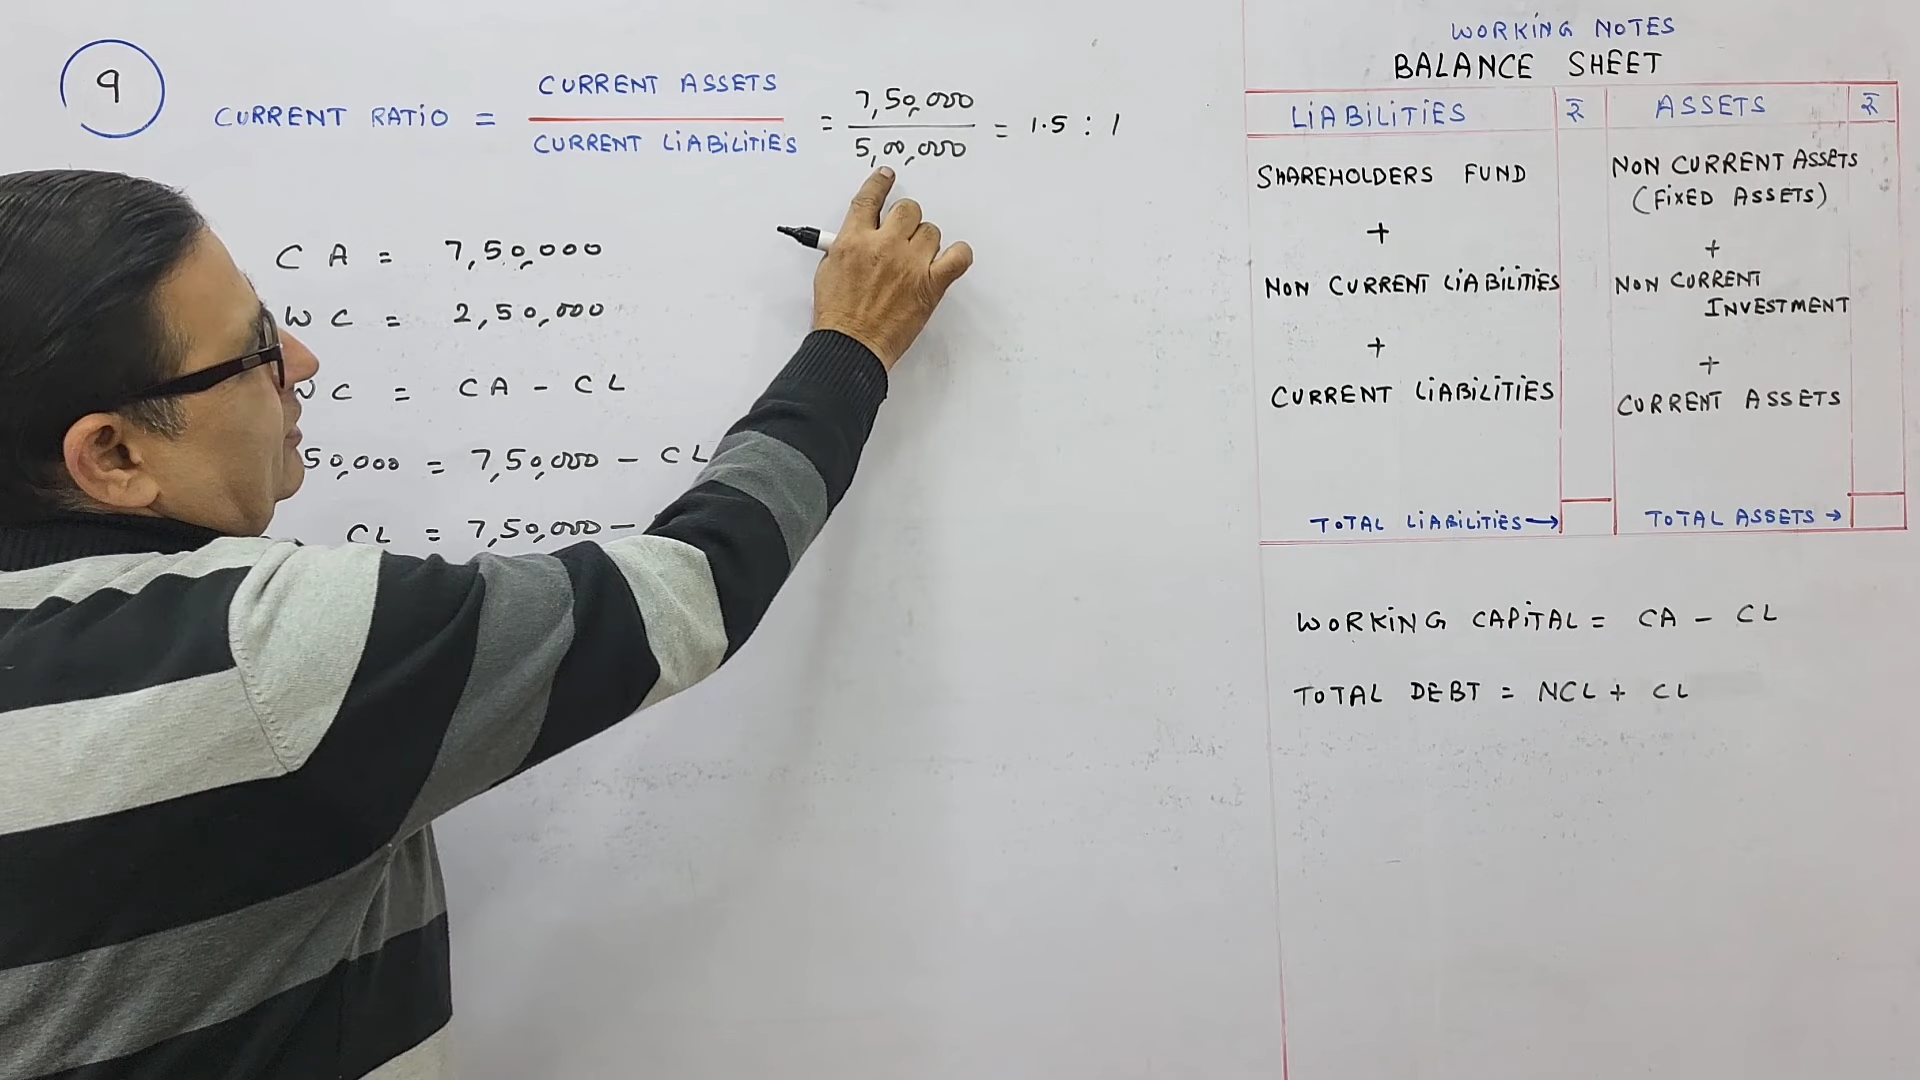 9
CURRENT RATIO = CURRENT ASSETS / CURRENT LIABILITIES = 7,50,000 / 5,00,000 = 1.5 : 1
C A = 7,50,000
W C = 2,50,000
C = CA - CL
50,000 = 7,50,000 - CL
CL = 7,50,000 -
WORKING NOTES
BALANCE SHEET
LIABILITIES ₹ ASSETS ₹
SHAREHOLDERS FUND
+
NON CURRENT LIABILITIES
+
CURRENT LIABILITIES
TOTAL LIABILITIES →
NON CURRENT ASSETS
(FIXED ASSETS)
+
NON CURRENT
INVESTMENT
+
CURRENT ASSETS
TOTAL ASSETS →
WORKING CAPITAL = CA - CL
TOTAL DEBT = NCL + CL